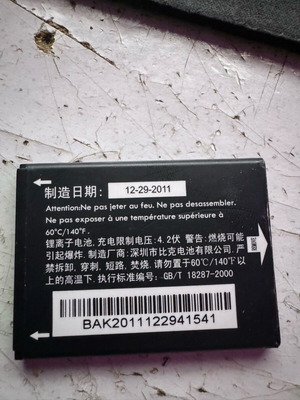 制造日期: 12-29-2011
Attention:Ne pas jeter au feu. Ne pas desassembler.
Ne pas exposer à une température supérieure à
60°C/140°F.
锂离子电池, 充电限制电压: 4.2伏 警告: 燃烧可能
引起爆炸. 制造商: 深圳市比克电池有限公司, 严
禁拆卸, 穿刺, 短路, 焚烧. 请勿置于60℃/140℉以
上的高温下. 执行标准编号: GB/T 18287-2000
BAK2011122941541